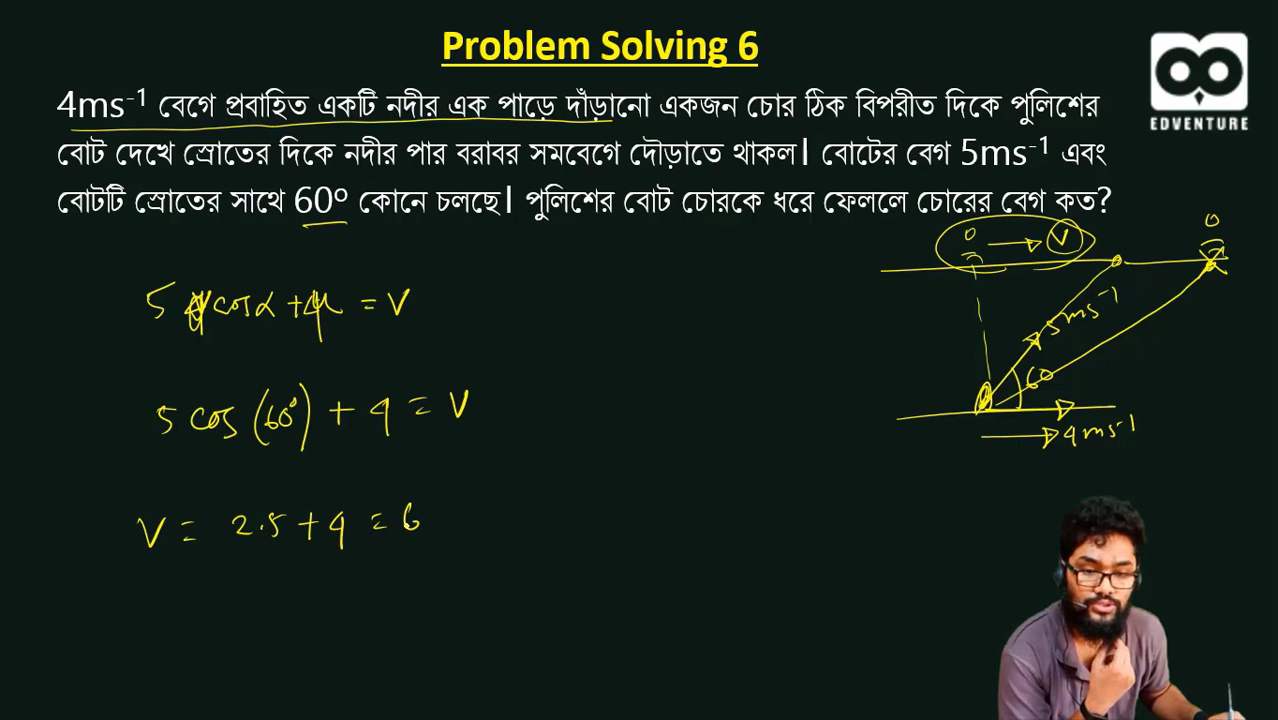 Problem Solving 6
EDVENTURE
4ms⁻¹ বেগে প্রবাহিত একটি নদীর এক পাড়ে দাঁড়ানো একজন চোর ঠিক বিপরীত দিকে পুলিশের
বোট দেখে স্রোতের দিকে নদীর পার বরাবর সমবেগে দৌড়াতে থাকল। বোটের বেগ 5ms⁻¹ এবং
বোটটি স্রোতের সাথে 60º কোনে চলছে। পুলিশের বোট চোরকে ধরে ফেললে চোরের বেগ কত?
V
5ms⁻¹
60
4ms⁻¹
5 cosα + = V
5 cos (60°) + 4 = V
V = 2.5 + 4 = 6